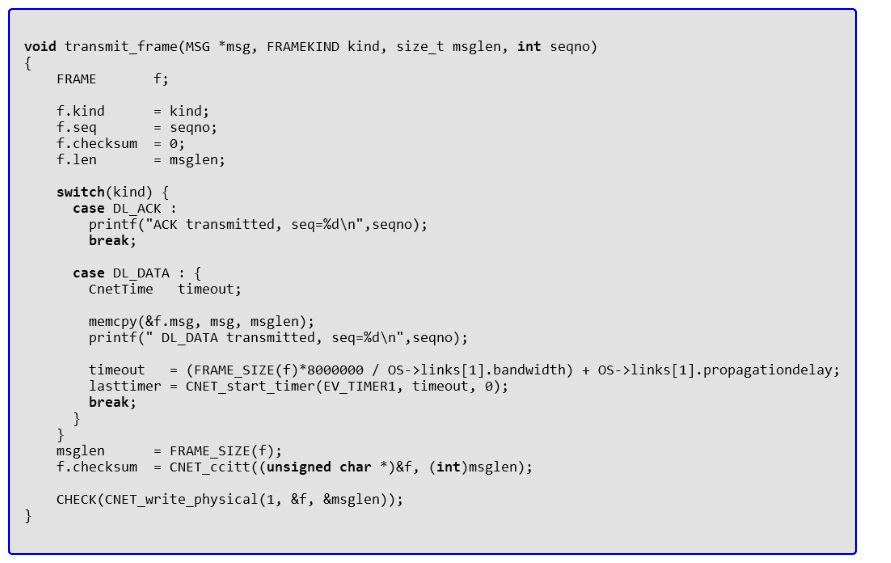 void transmit_frame(MSG *msg, FRAMEKIND kind, size_t msglen, int seqno)
{
    FRAME       f;

    f.kind      = kind;
    f.seq       = seqno;
    f.checksum  = 0;
    f.len       = msglen;

    switch(kind) {
      case DL_ACK :
        printf("ACK transmitted, seq=%d\n",seqno);
        break;

      case DL_DATA : {
        CnetTime   timeout;

        memcpy(&f.msg, msg, msglen);
        printf(" DL_DATA transmitted, seq=%d\n",seqno);

        timeout   = (FRAME_SIZE(f)*8000000 / OS->links[1].bandwidth) + OS->links[1].propagationdelay;
        lasttimer = CNET_start_timer(EV_TIMER1, timeout, 0);
        break;
      }
    }
    msglen      = FRAME_SIZE(f);
    f.checksum  = CNET_ccitt((unsigned char *)&f, (int)msglen);

    CHECK(CNET_write_physical(1, &f, &msglen));
}